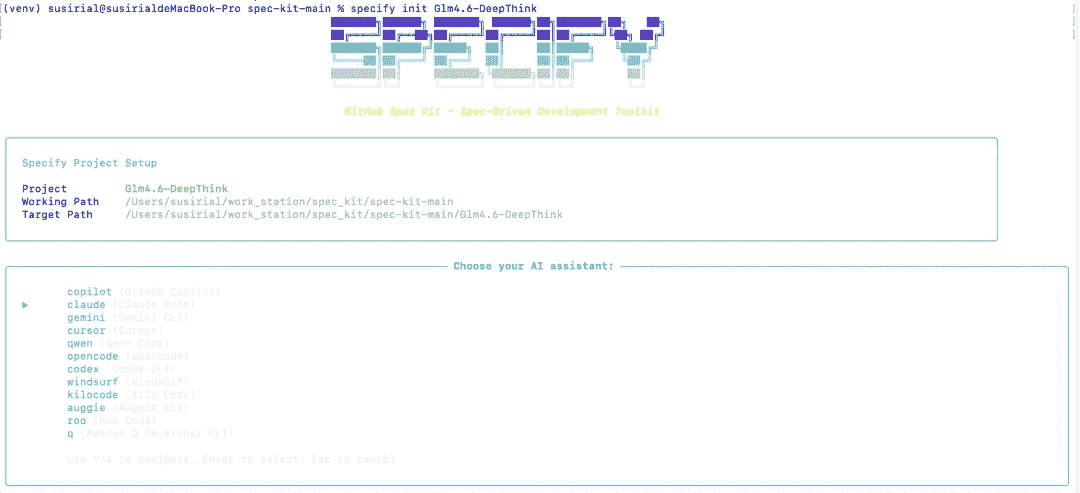 (venv) susirial@susirialdeMacBook-Pro spec-kit-main % specify init Glm4.6-DeepThink
SPECIFY
GitHub Spec Kit - Spec-Driven Development Toolkit
Specify Project Setup
Project Glm4.6-DeepThink
Working Path /Users/susirial/work_station/spec_kit/spec-kit-main
Target Path /Users/susirial/work_station/spec_kit/spec-kit-main/Glm4.6-DeepThink
Choose your AI assistant:
copilot (GitHub Copilot)
▶ claude (Claude Code)
gemini (Gemini CLI)
cursor (Cursor)
qwen (Qwen Code)
opencode (opencode)
codex (Codex CLI)
windsurf (Windsurf)
kilocode (Kilo Code)
auggie (Auggie CLI)
roo (Roo Code)
q (Amazon Q Developer CLI)
Use ↑/↓ to navigate, Enter to select, Esc to cancel